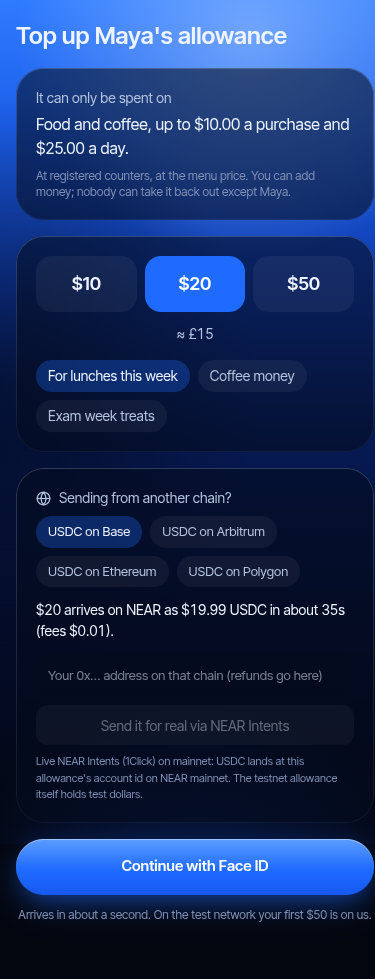 Top up Maya's allowance
It can only be spent on
Food and coffee, up to $10.00 a purchase and
$25.00 a day.
At registered counters, at the menu price. You can add
money; nobody can take it back out except Maya.
$10 $20 $50
≈ £15
For lunches this week Coffee money
Exam week treats
Sending from another chain?
USDC on Base USDC on Arbitrum
USDC on Ethereum USDC on Polygon
$20 arrives on NEAR as $19.99 USDC in about 35s
(fees $0.01).
Your 0x... address on that chain (refunds go here)
Send it for real via NEAR Intents
Live NEAR Intents (1Click) on mainnet: USDC lands at this
allowance's account id on NEAR mainnet. The testnet allowance
itself holds test dollars.
Continue with Face ID
Arrives in about a second. On the test network your first $50 is on us.